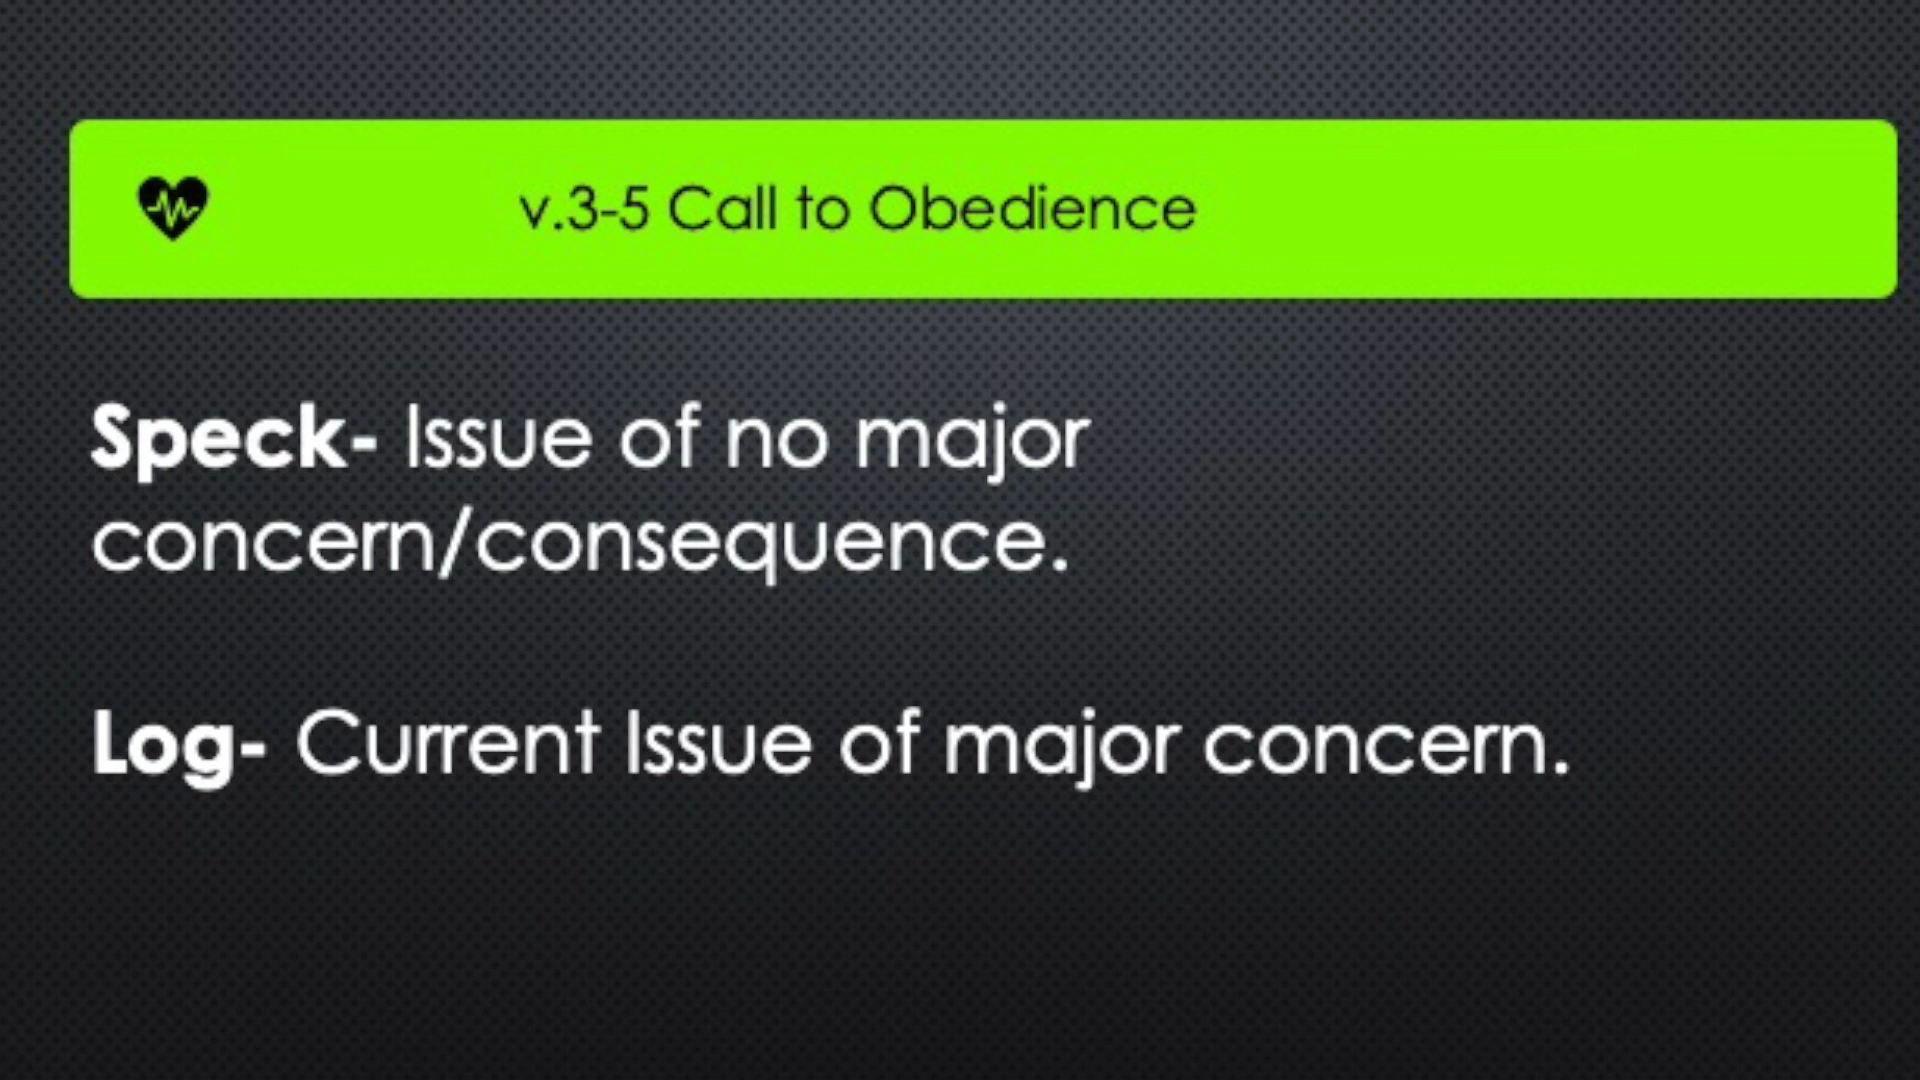 v.3-5 Call to Obedience
Speck- Issue of no major
concern/consequence.
Log- Current Issue of major concern.